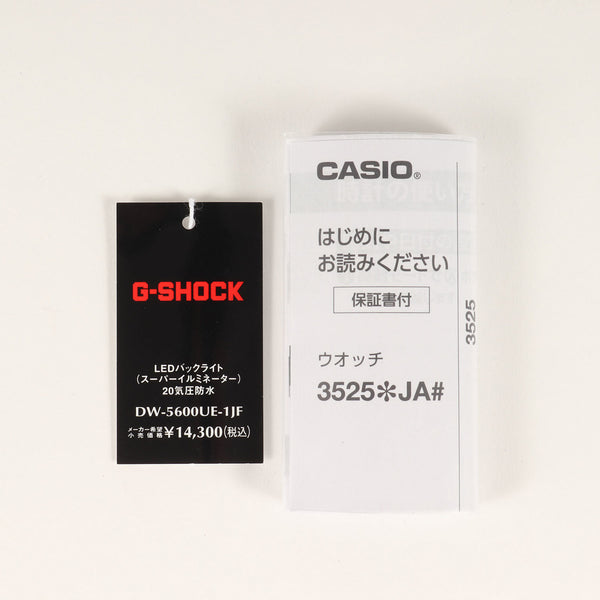 G-SHOCK
LEDバックライト
(スーパーイルミネーター)
20気圧防水
DW-5600UE-1JF
メーカー希望
小売価格 ¥14,300(税込)
CASIO®
はじめに
お読みください
保証書付
ウオッチ
3525✻JA#
3525